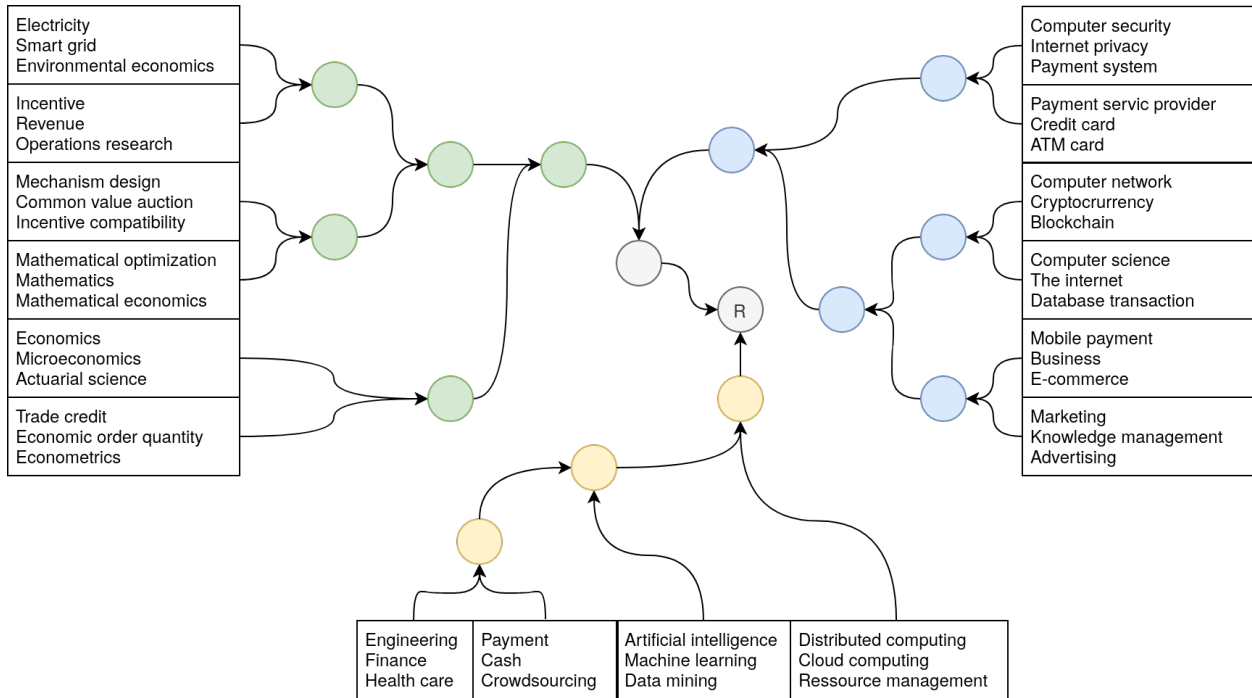 Electricity
Smart grid
Environmental economics
Incentive
Revenue
Operations research
Mechanism design
Common value auction
Incentive compatibility
Mathematical optimization
Mathematics
Mathematical economics
Economics
Microeconomics
Actuarial science
Trade credit
Economic order quantity
Econometrics
R
Computer security
Internet privacy
Payment system
Payment servic provider
Credit card
ATM card
Computer network
Cryptocrurrency
Blockchain
Computer science
The internet
Database transaction
Mobile payment
Business
E-commerce
Marketing
Knowledge management
Advertising
Engineering
Finance
Health care
Payment
Cash
Crowdsourcing
Artificial intelligence
Machine learning
Data mining
Distributed computing
Cloud computing
Ressource management